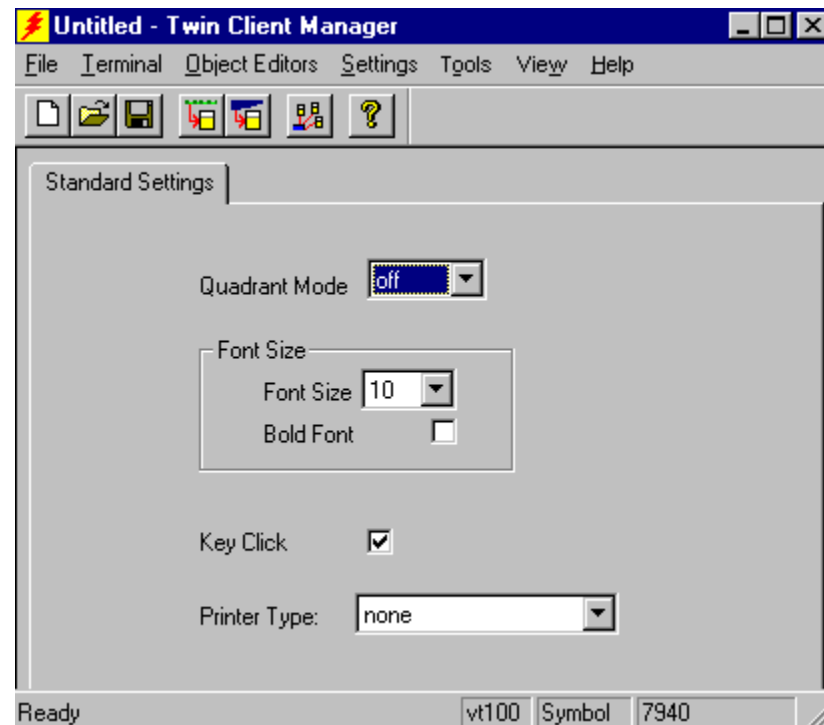 Untitled - Twin Client Manager
File Terminal Object Editors Settings Tools View Help
Standard Settings
Quadrant Mode off
Font Size
Font Size 10
Bold Font
Key Click
Printer Type: none
Ready vt100 Symbol 7940